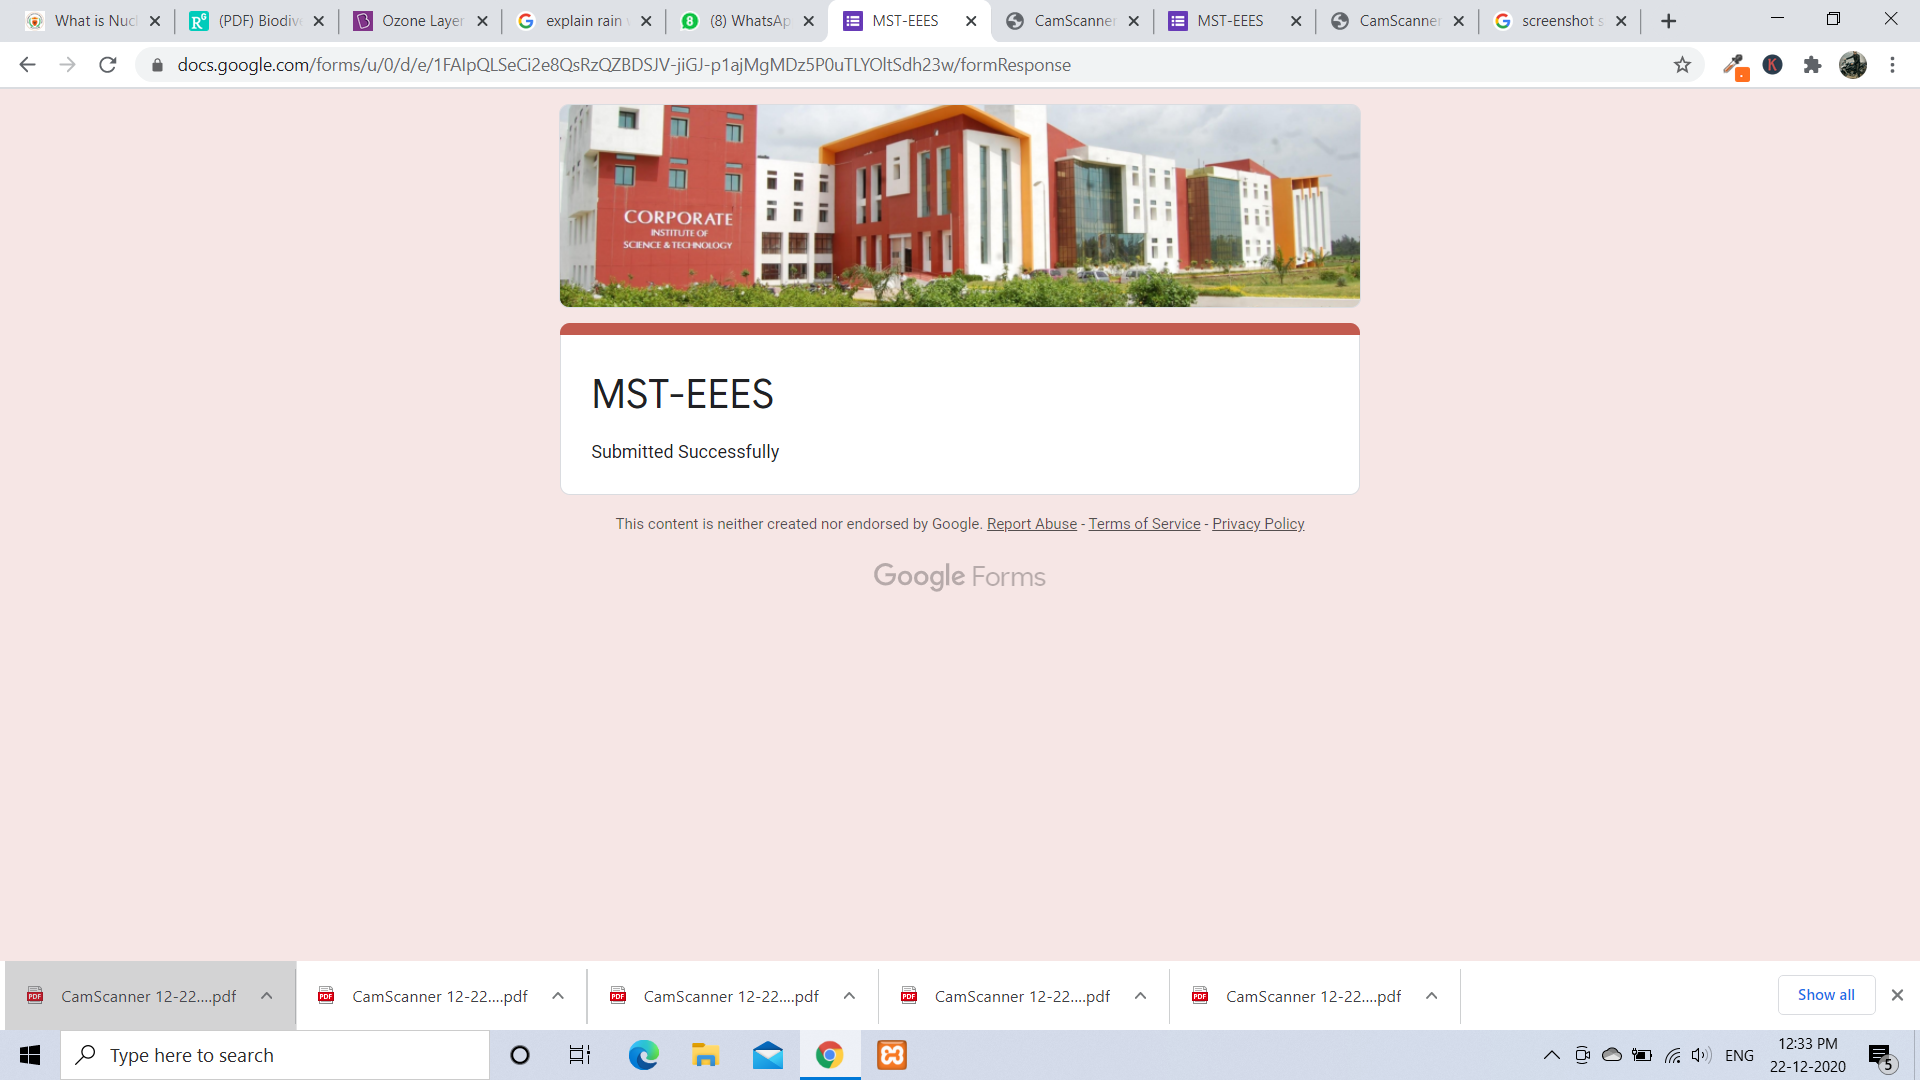 What is Nucl
(PDF) Biodive
Ozone Layer
explain rain w
(8) WhatsApp
MST-EEES
CamScanner
MST-EEES
CamScanner
screenshot s
docs.google.com/forms/u/0/d/e/1FAIpQLSeCi2e8QsRzQZBDSJV-jiGJ-p1ajMgMDz5P0uTLYOltSdh23w/formResponse
CORPORATE
INSTITUTE OF
SCIENCE & TECHNOLOGY
MST-EEES
Submitted Successfully
This content is neither created nor endorsed by Google. Report Abuse - Terms of Service - Privacy Policy
Google Forms
CamScanner 12-22....pdf
CamScanner 12-22....pdf
CamScanner 12-22....pdf
CamScanner 12-22....pdf
CamScanner 12-22....pdf
Show all
Type here to search
ENG
12:33 PM
22-12-2020
5